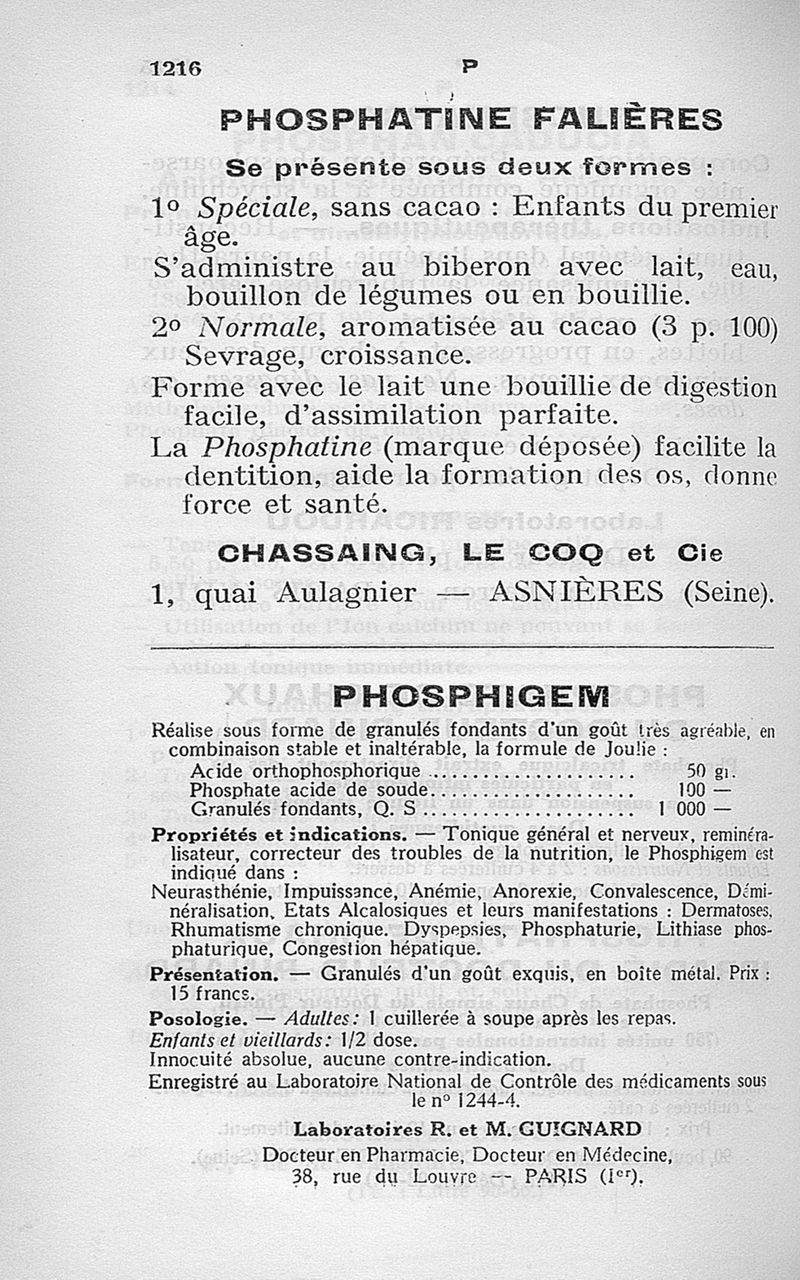 1216
P
PHOSPHATINE FALIÈRES
Se présente sous deux formes :
1º Spéciale, sans cacao : Enfants du premier
âge.
S'administre au biberon avec lait, eau,
bouillon de légumes ou en bouillie.
2º Normale, aromatisée au cacao (3 p. 100)
Sevrage, croissance.
Forme avec le lait une bouillie de digestion
facile, d'assimilation parfaite.
La Phosphatine (marque déposée) facilite la
dentition, aide la formation des os, donne
force et santé.
CHASSAING, LE COQ et Cie
1, quai Aulagnier — ASNIÈRES (Seine).
PHOSPHIGEM
Réalise sous forme de granulés fondants d'un goût très agréable, en
combinaison stable et inaltérable, la formule de Joulie :
Acide orthophosphorique ..................... 50 gr.
Phosphate acide de soude..................... 100 —
Granulés fondants, Q. S ..................... 1 000 —
Propriétés et indications. — Tonique général et nerveux, reminéra-
lisateur, correcteur des troubles de la nutrition, le Phosphigem est
indiqué dans :
Neurasthénie, Impuissance, Anémie, Anorexie, Convalescence, Démi-
néralisation, Etats Alcalosiques et leurs manifestations : Dermatoses,
Rhumatisme chronique. Dyspepsies, Phosphaturie, Lithiase phos-
phaturique, Congestion hépatique.
Présentation. — Granulés d'un goût exquis, en boîte métal. Prix :
15 francs.
Posologie. — Adultes : 1 cuillerée à soupe après les repas.
Enfants et vieillards : 1/2 dose.
Innocuité absolue, aucune contre-indication.
Enregistré au Laboratoire National de Contrôle des médicaments sous
le nº 1244-4.
Laboratoires R. et M. GUIGNARD
Docteur en Pharmacie, Docteur en Médecine,
38, rue du Louvre — PARIS (Ier).